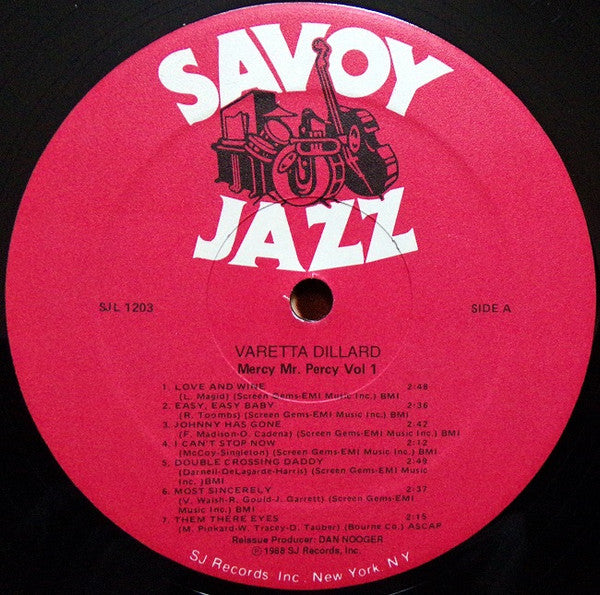 SAVOY
JAZZ
SJL 1203
SIDE A
VARETTA DILLARD
Mercy Mr. Percy Vol 1
1. LOVE AND WINE 2:48
(L. Magid) (Screen Gems-EMI Music Inc.) BMI
2. EASY, EASY BABY 2:36
(R. Toombs) (Screen Gems-EMI Music Inc.) BMI
3. JOHNNY HAS GONE 2:42
(F. Madison-D. Cadena) (Screen Gems-EMI Music Inc.) BMI
4. I CAN'T STOP NOW 2:12
(McCoy-Singleton) (Screen Gems-EMI Music Inc.) BMI
5. DOUBLE CROSSING DADDY 2:49
(Darnell-DeLagarde-Harris) (Screen Gems-EMI Music
Inc. )BMI
6. MOST SINCERELY 2:37
(V. Walsh-R. Gould J. Garrett) (Screen Gems-EMI
Music Inc.) BMI
7. THEM THERE EYES 2:15
(M. Pinkard-W. Tracey-D. Tauber) (Bourne Co.) ASCAP
Reissue Producer: DAN NOOGER
℗ 1988 SJ Records, Inc.
SJ Records, Inc., New York, N.Y.